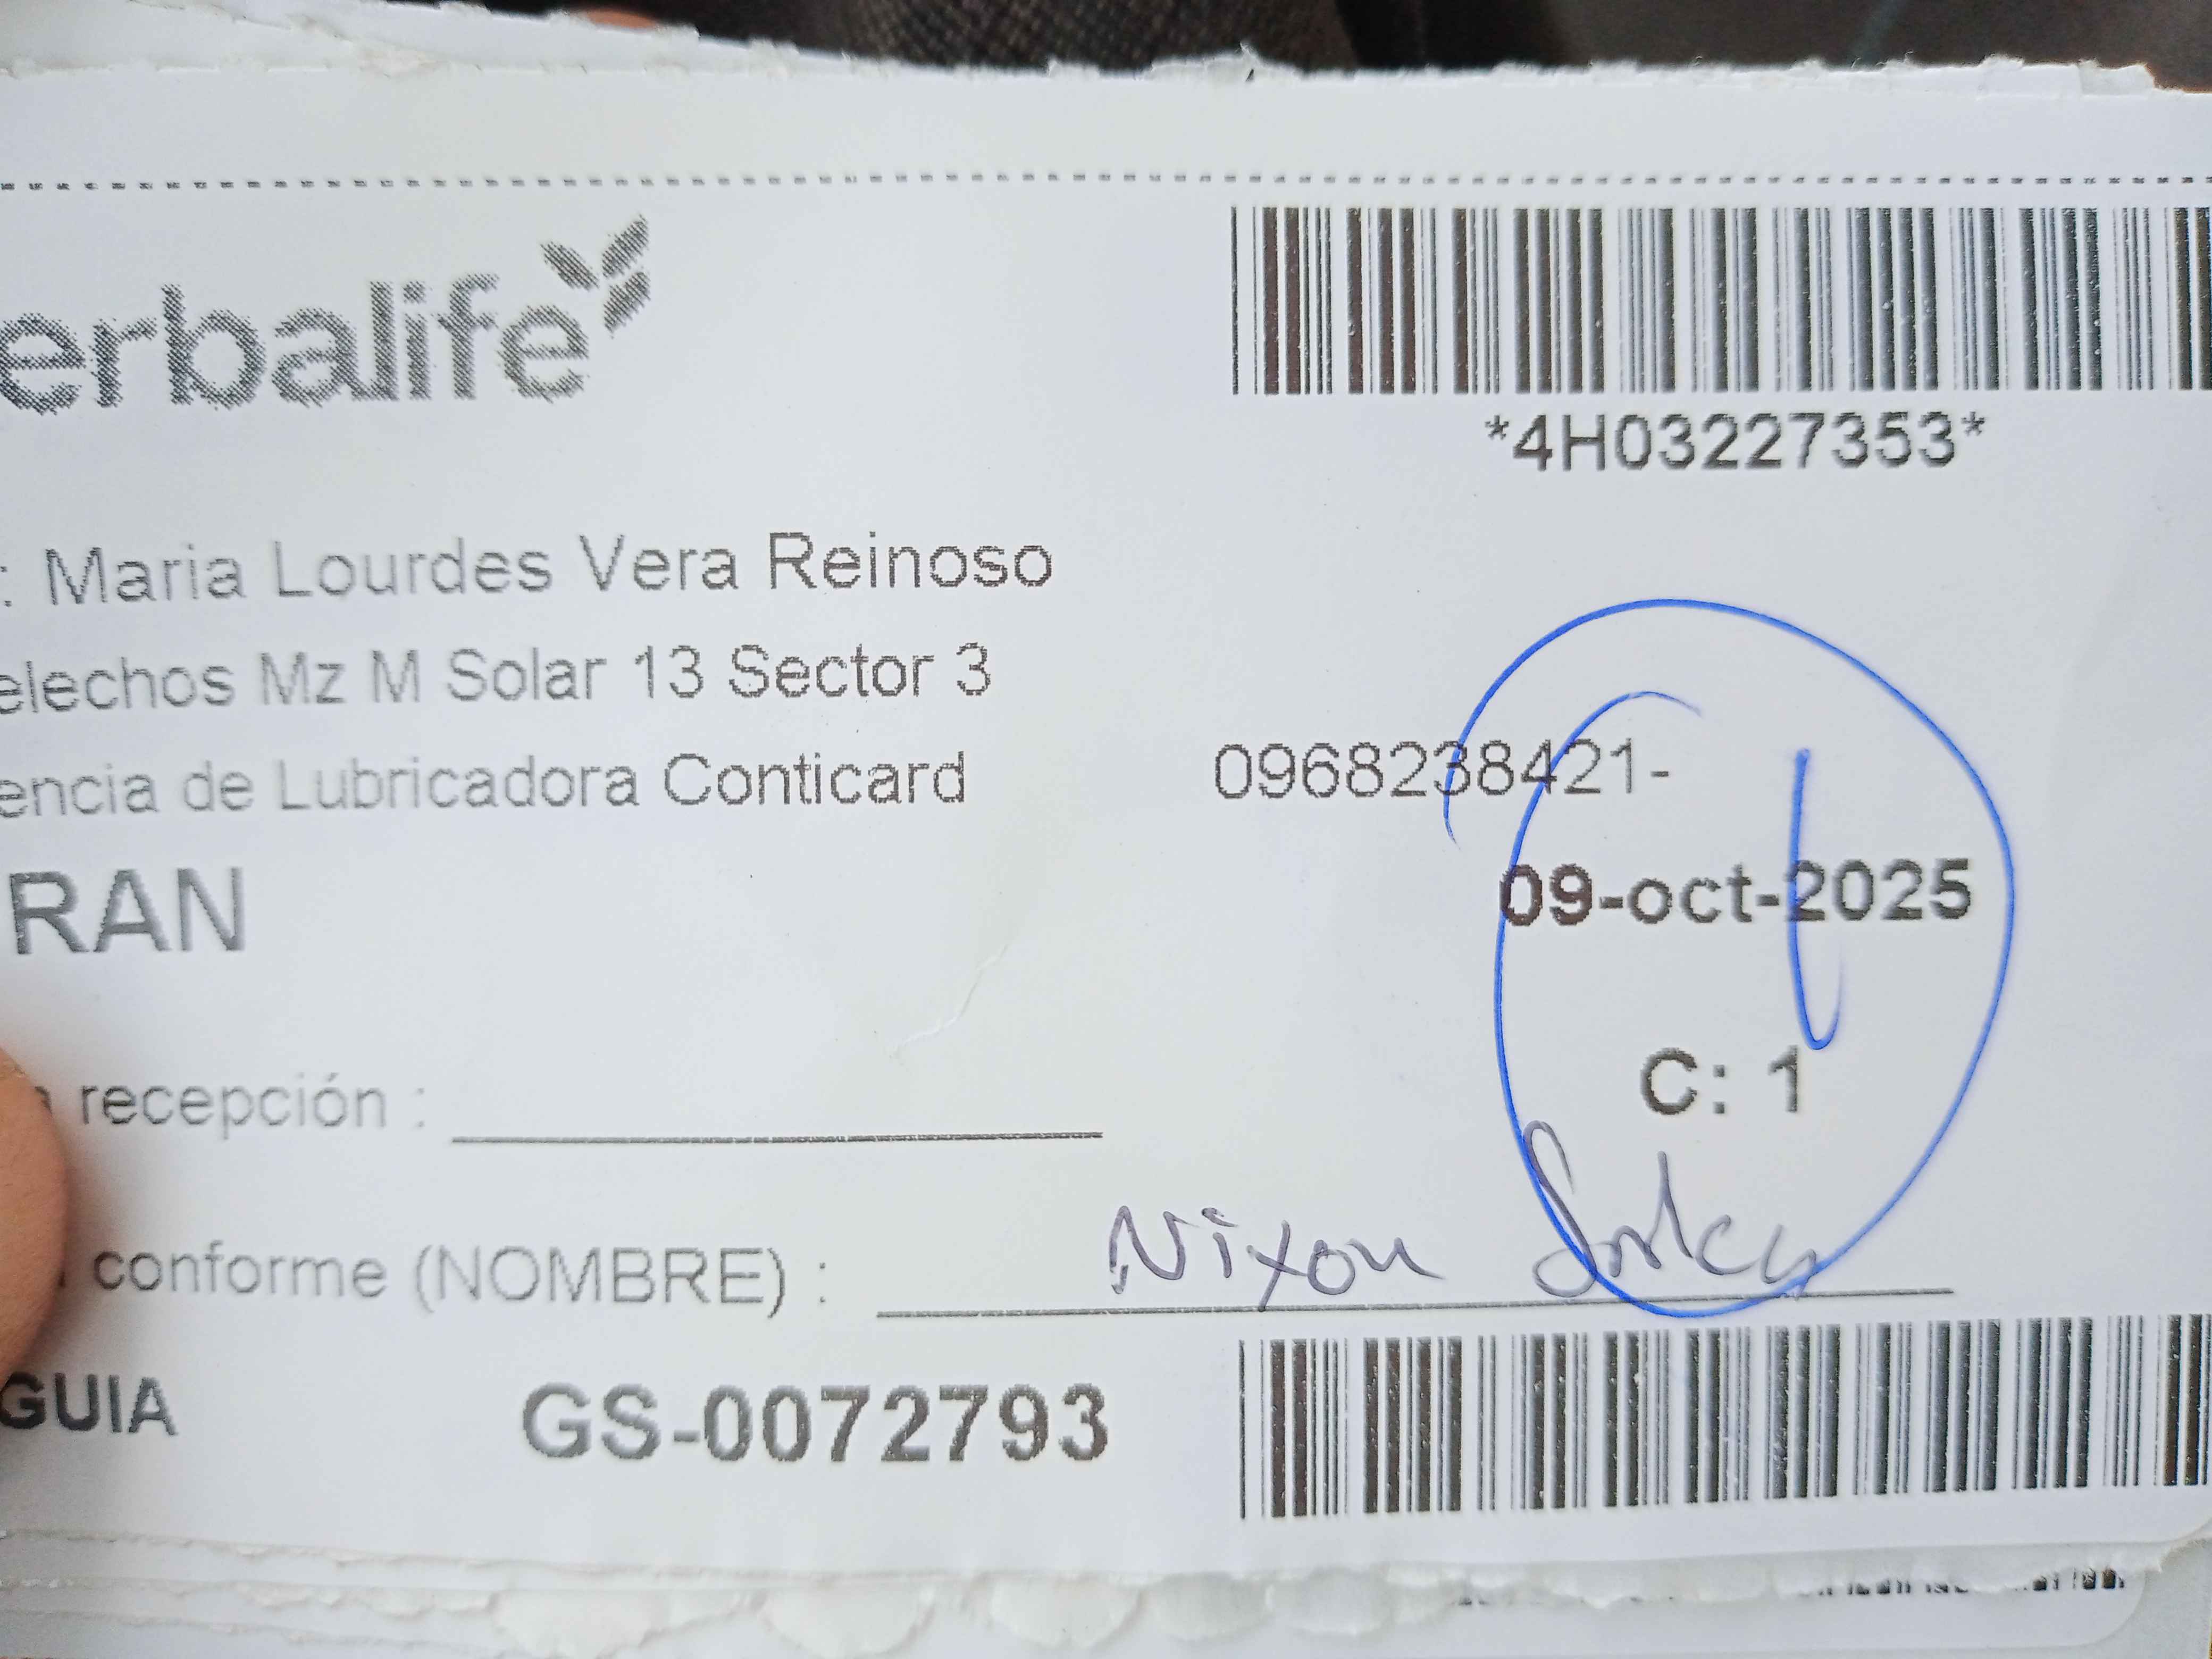 erbalife
*4H03227353*
: Maria Lourdes Vera Reinoso
elechos Mz M Solar 13 Sector 3
encia de Lubricadora Conticard 0968238421-
RAN 09-oct-2025
C: 1
recepción :
conforme (NOMBRE) : Nixon
GUIA GS-0072793